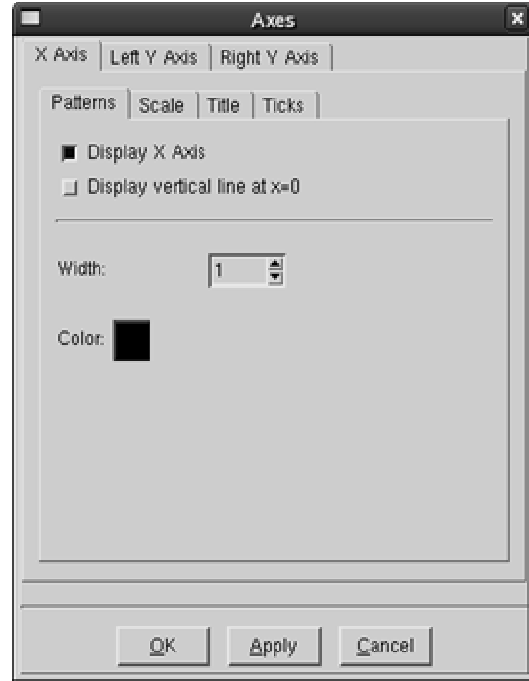 Axes
X Axis Left Y Axis Right Y Axis
Patterns Scale Title Ticks
Display X Axis
Display vertical line at x=0
Width: 1
Color:
OK Apply Cancel